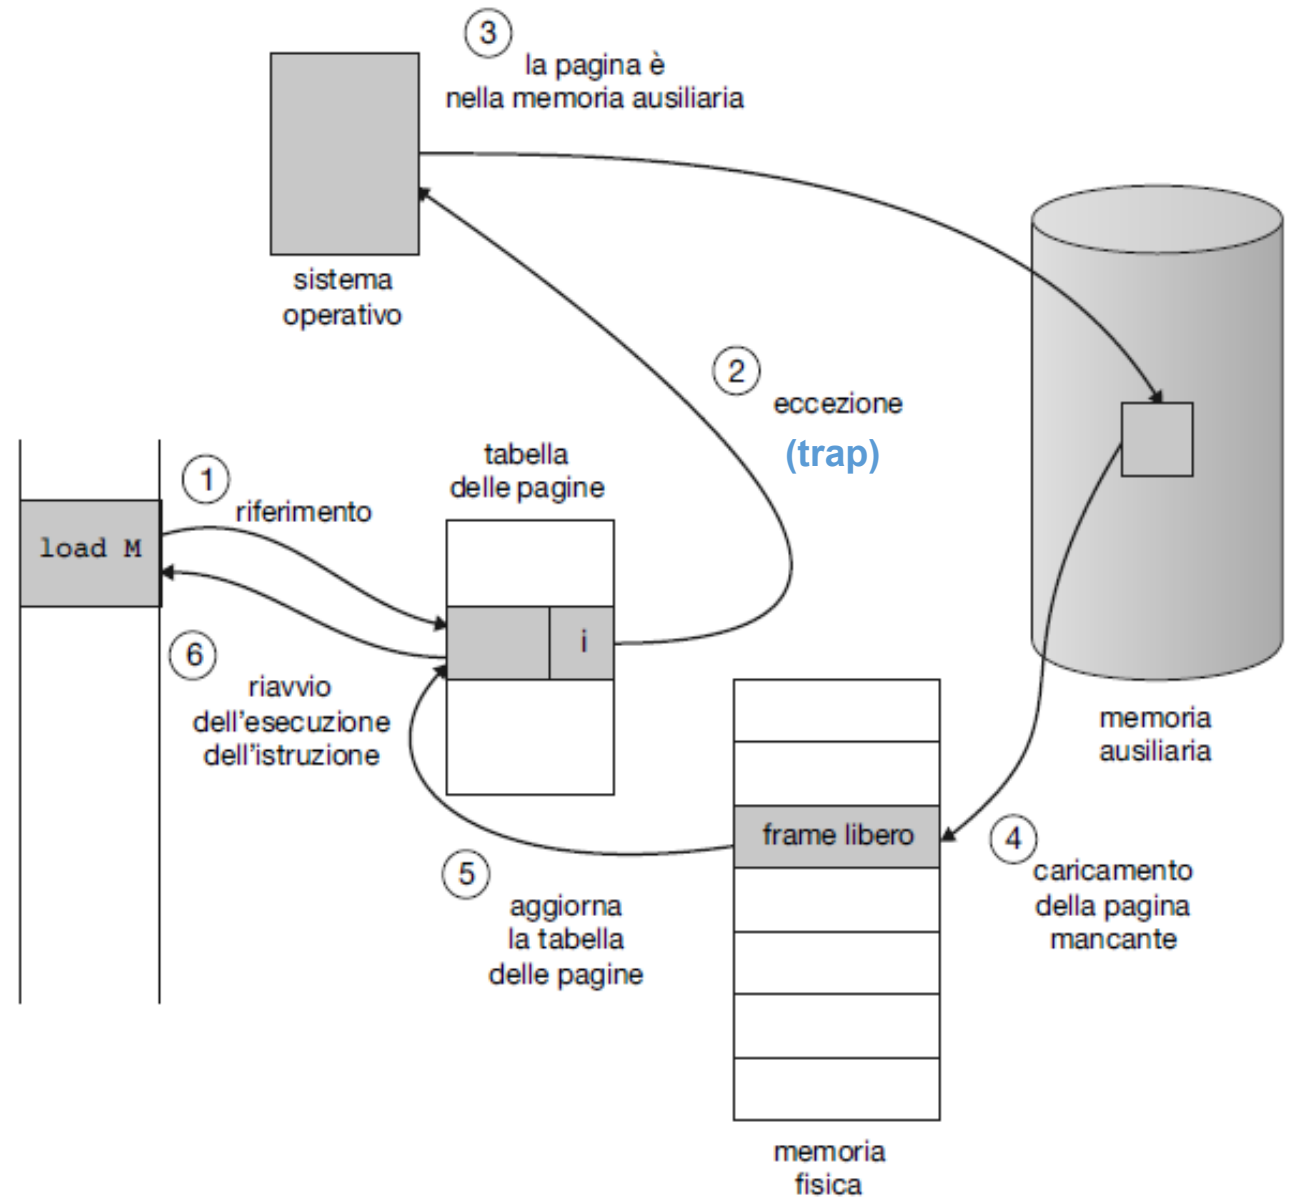 3
la pagina è
nella memoria ausiliaria
sistema
operativo
2
eccezione
(trap)
tabella
delle pagine
1
riferimento
load M
i
6
riavvio
dell'esecuzione
dell'istruzione
memoria
ausiliaria
frame libero
4
caricamento
della pagina
mancante
5
aggiorna
la tabella
delle pagine
memoria
fisica